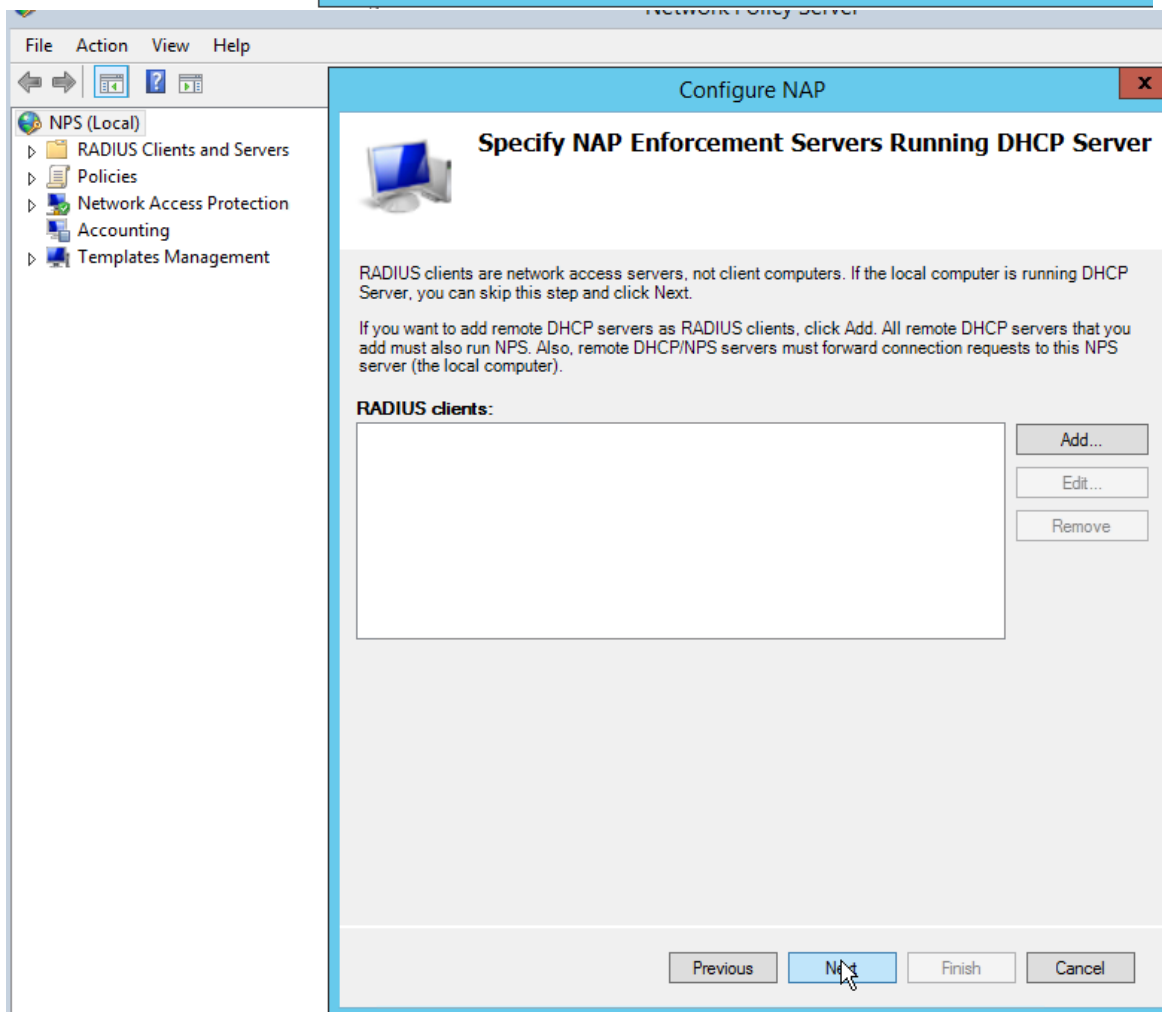 Network Policy Server
File Action View Help
Configure NAP
x
NPS (Local)
RADIUS Clients and Servers
Policies
Network Access Protection
Accounting
Templates Management
Specify NAP Enforcement Servers Running DHCP Server
RADIUS clients are network access servers, not client computers. If the local computer is running DHCP
Server, you can skip this step and click Next.
If you want to add remote DHCP servers as RADIUS clients, click Add. All remote DHCP servers that you
add must also run NPS. Also, remote DHCP/NPS servers must forward connection requests to this NPS
server (the local computer).
RADIUS clients:
Add...
Edit...
Remove
Previous
Next
Finish
Cancel